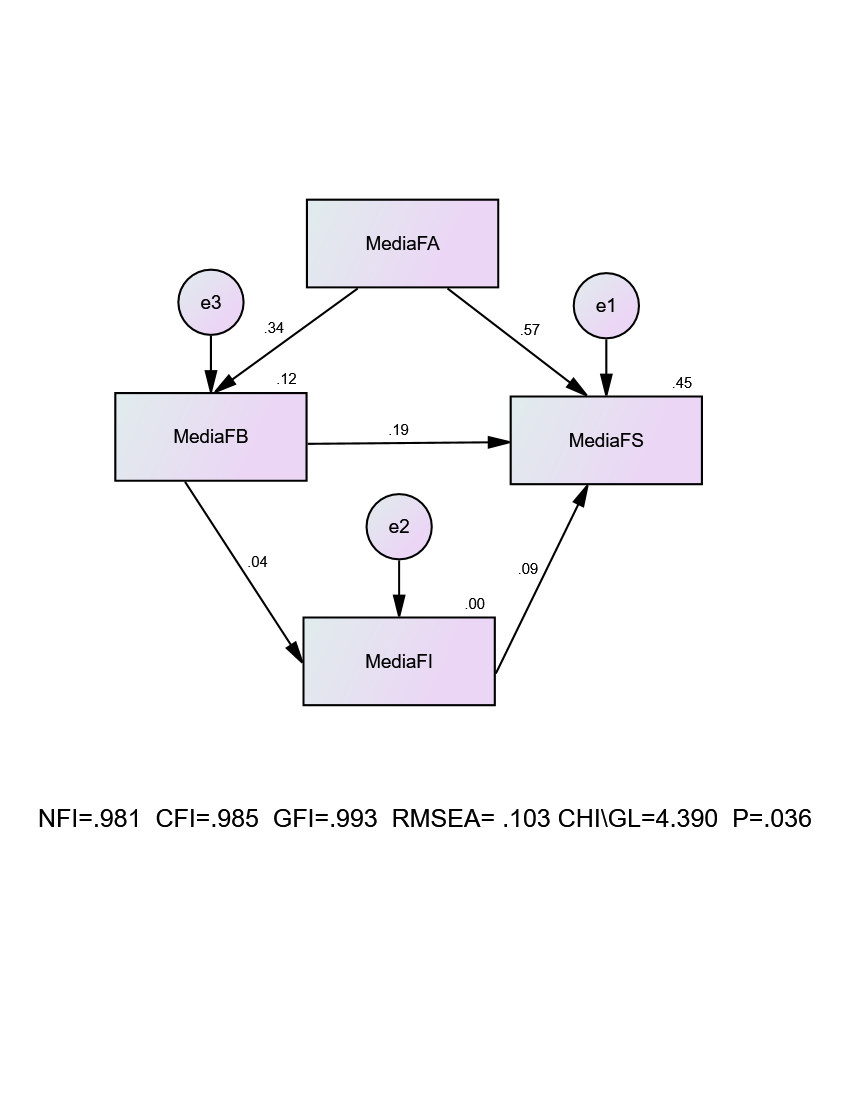 MediaFA
e3
e1
.34
.57
.12
.45
MediaFB
.19
MediaFS
e2
.04
.09
.00
MediaFI
NFI=.981  CFI=.985  GFI=.993  RMSEA= .103 CHI\GL=4.390  P=.036